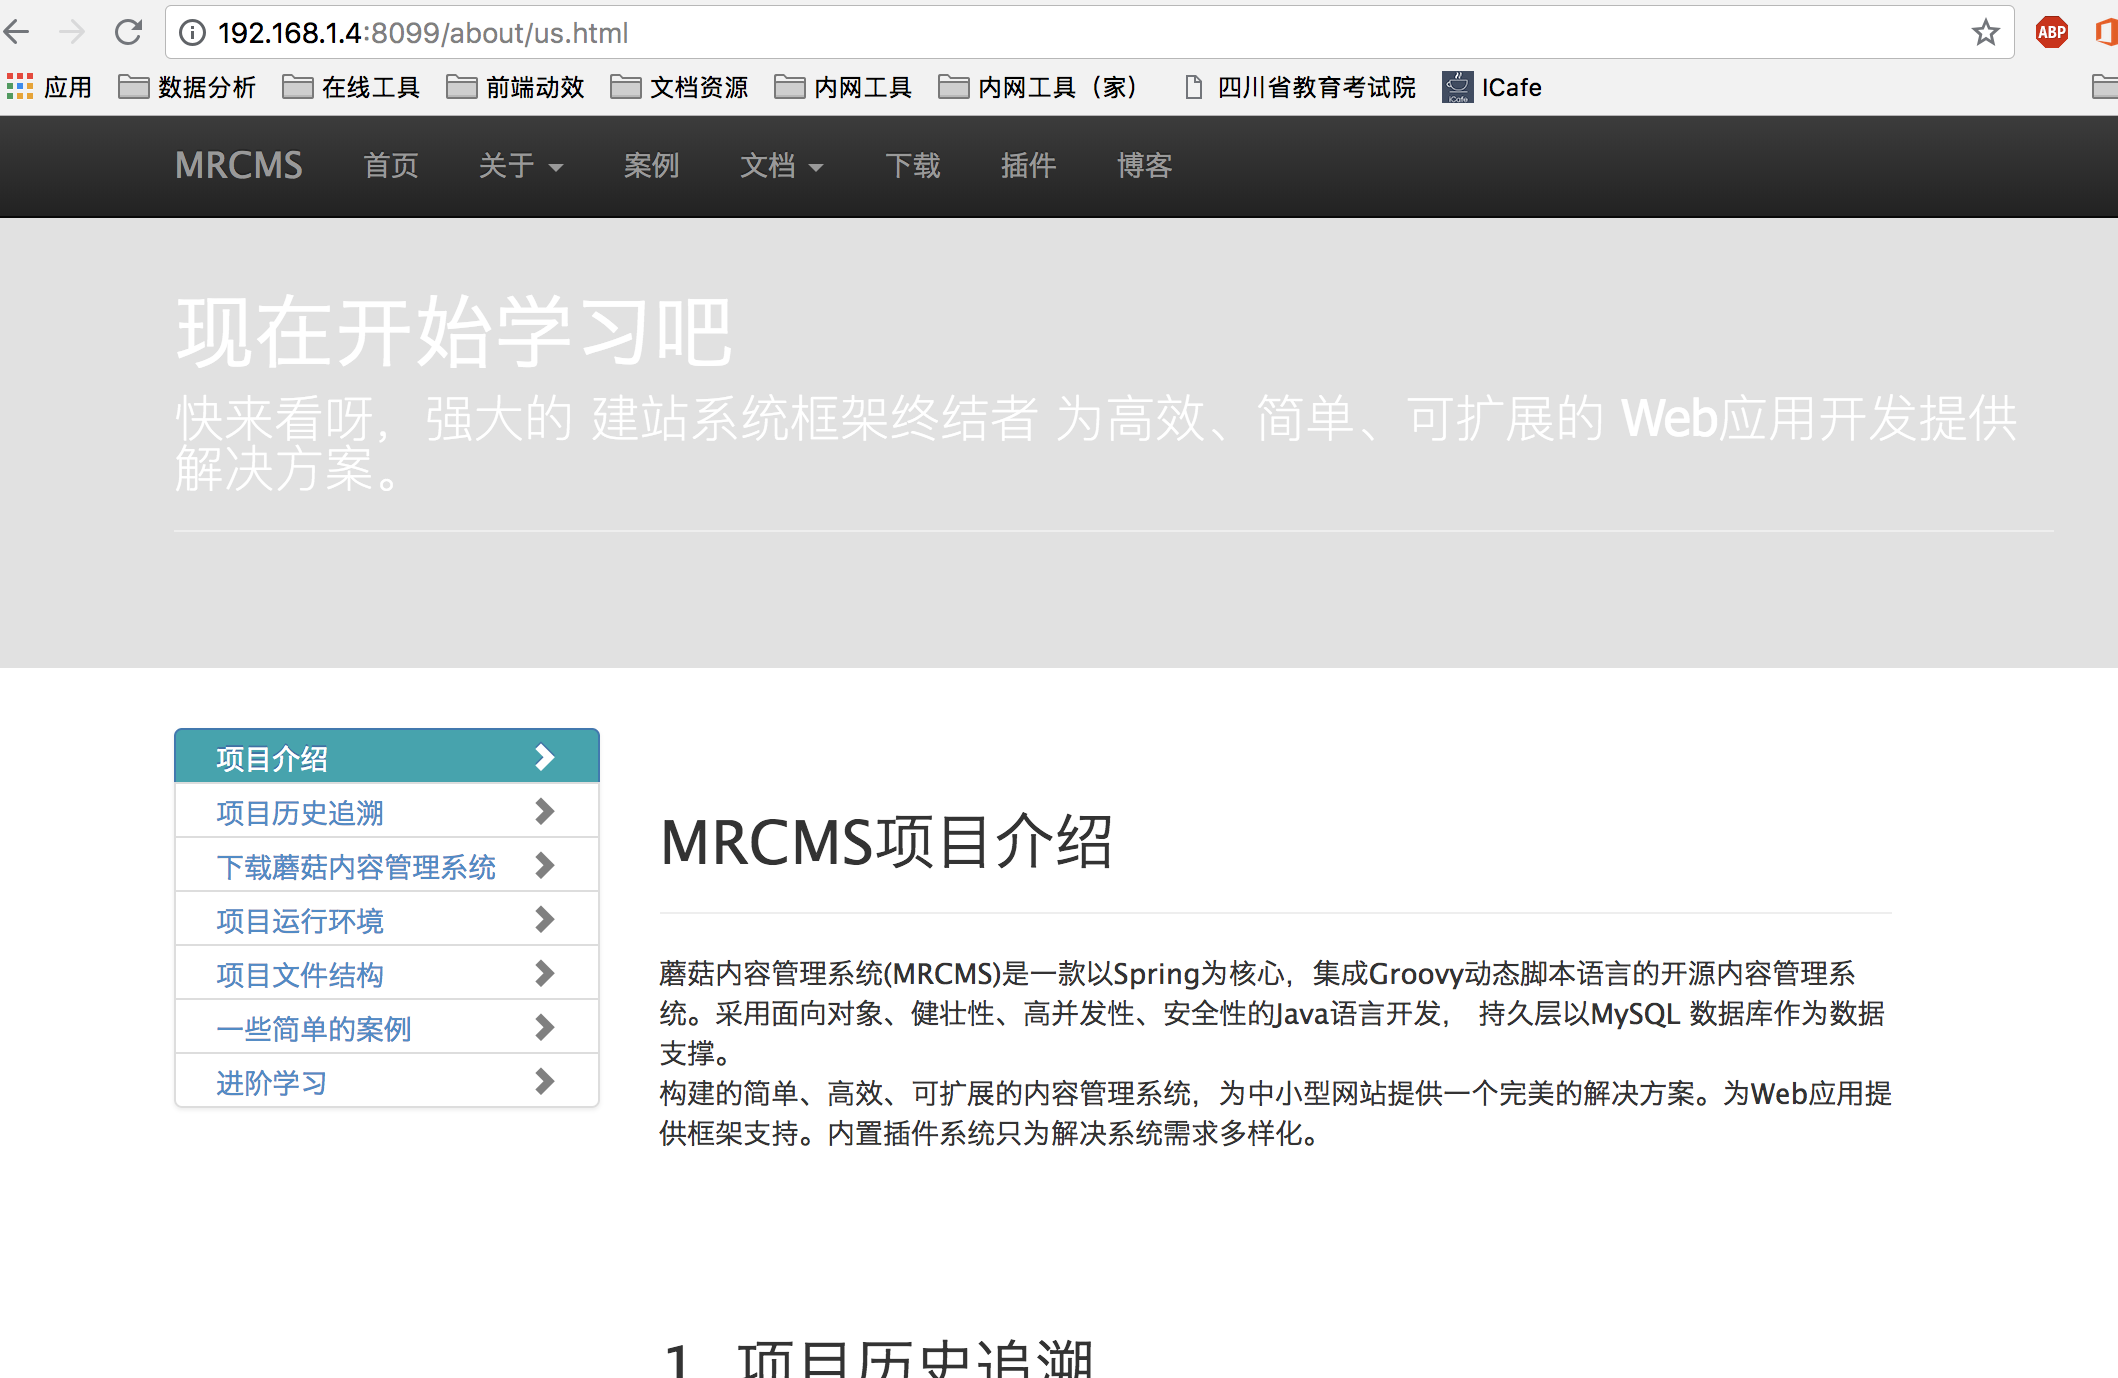 192.168.1.4:8099/about/us.html
ABP
应用 数据分析 在线工具 前端动效 文档资源 内网工具 内网工具（家） 四川省教育考试院 iCafe ICafe
MRCMS 首页 关于 案例 文档 下载 插件 博客
现在开始学习吧
快来看呀，强大的 建站系统框架终结者 为高效、简单、可扩展的 Web应用开发提供
解决方案。
项目介绍
项目历史追溯
下载蘑菇内容管理系统
项目运行环境
项目文件结构
一些简单的案例
进阶学习
MRCMS项目介绍
蘑菇内容管理系统(MRCMS)是一款以Spring为核心，集成Groovy动态脚本语言的开源内容管理系
统。采用面向对象、健壮性、高并发性、安全性的Java语言开发， 持久层以MySQL 数据库作为数据
支撑。
构建的简单、高效、可扩展的内容管理系统，为中小型网站提供一个完美的解决方案。为Web应用提
供框架支持。内置插件系统只为解决系统需求多样化。
1 项目历史追溯